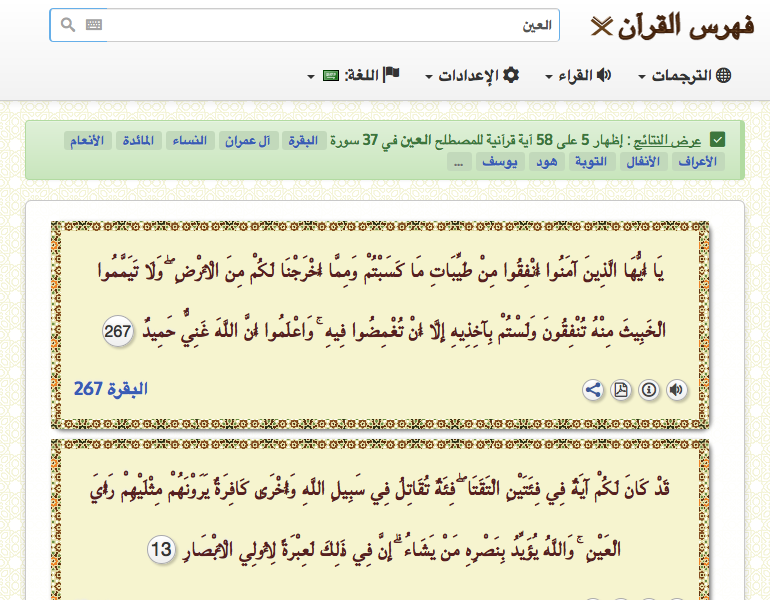 فهرس القرآن
العين
الترجمات
القراء
الإعدادات
اللغة:
عرض النتائج : إظهار 5 على 58 آية قرآنية للمصطلح العين في 37 سورة البقرة آل عمران النساء المائدة الأنعام
الأعراف الأنفال التوبة هود يوسف ...
يَا أَيُّهَا الَّذِينَ آمَنُوا أَنْفِقُوا مِنْ طَيِّبَاتِ مَا كَسَبْتُمْ وَمِمَّا أَخْرَجْنَا لَكُمْ مِنَ الْأَرْضِ ۖ وَلَا تَيَمَّمُوا
الْخَبِيثَ مِنْهُ تُنْفِقُونَ وَلَسْتُمْ بِآخِذِيهِ إِلَّا أَنْ تُغْمِضُوا فِيهِ ۚ وَاعْلَمُوا أَنَّ اللَّهَ غَنِيٌّ حَمِيدٌ 267
البقرة 267
قَدْ كَانَ لَكُمْ آيَةٌ فِي فِئَتَيْنِ الْتَقَتَا ۖ فِئَةٌ تُقَاتِلُ فِي سَبِيلِ اللَّهِ وَأُخْرَى كَافِرَةٌ يَرَوْنَهُمْ مِثْلَيْهِمْ رَأْيَ
الْعَيْنِ ۚ وَاللَّهُ يُؤَيِّدُ بِنَصْرِهِ مَنْ يَشَاءُ ۗ إِنَّ فِي ذَلِكَ لَعِبْرَةً لِأُولِي الْأَبْصَارِ 13